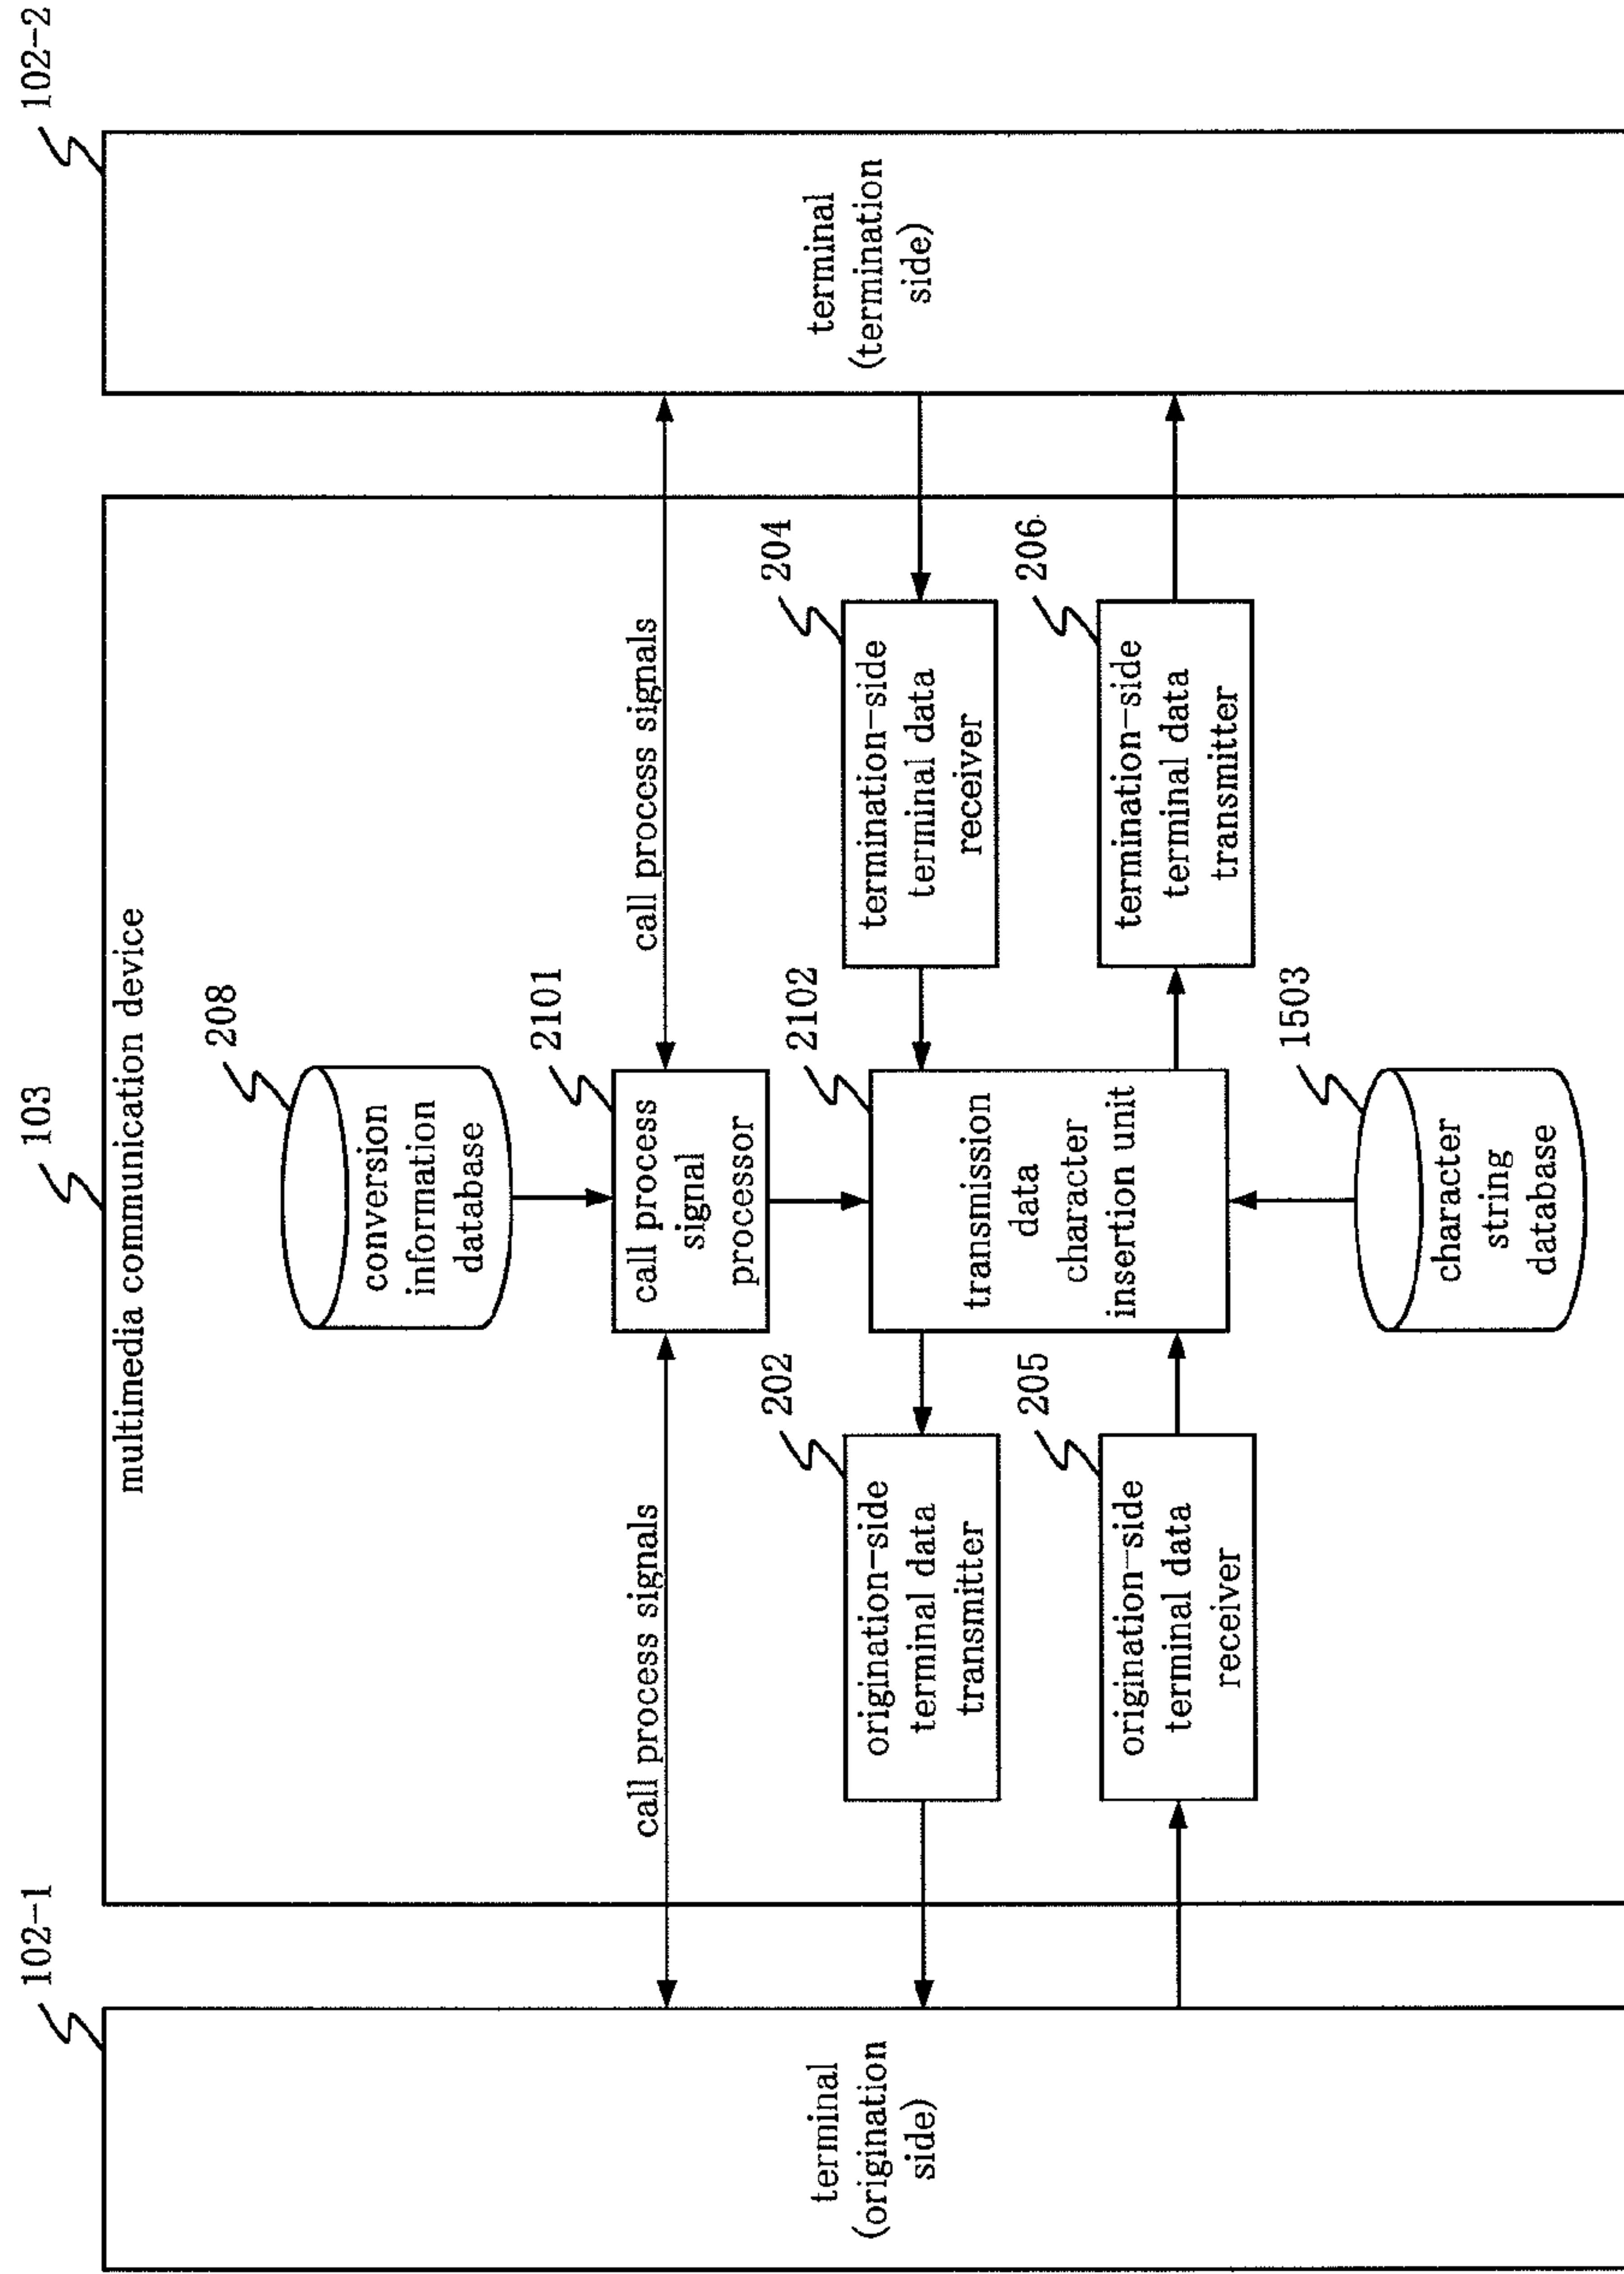 102-1
103
102-2
multimedia communication device
208
conversion
information
database
2101
call process
signal
processor
call process signals
call process signals
terminal
(origination
side)
202
origination-side
terminal data
transmitter
2102
transmission
data
character
insertion unit
204
termination-side
terminal data
receiver
terminal
(termination
side)
205
origination-side
terminal data
receiver
206
termination-side
terminal data
transmitter
1503
character
string
database